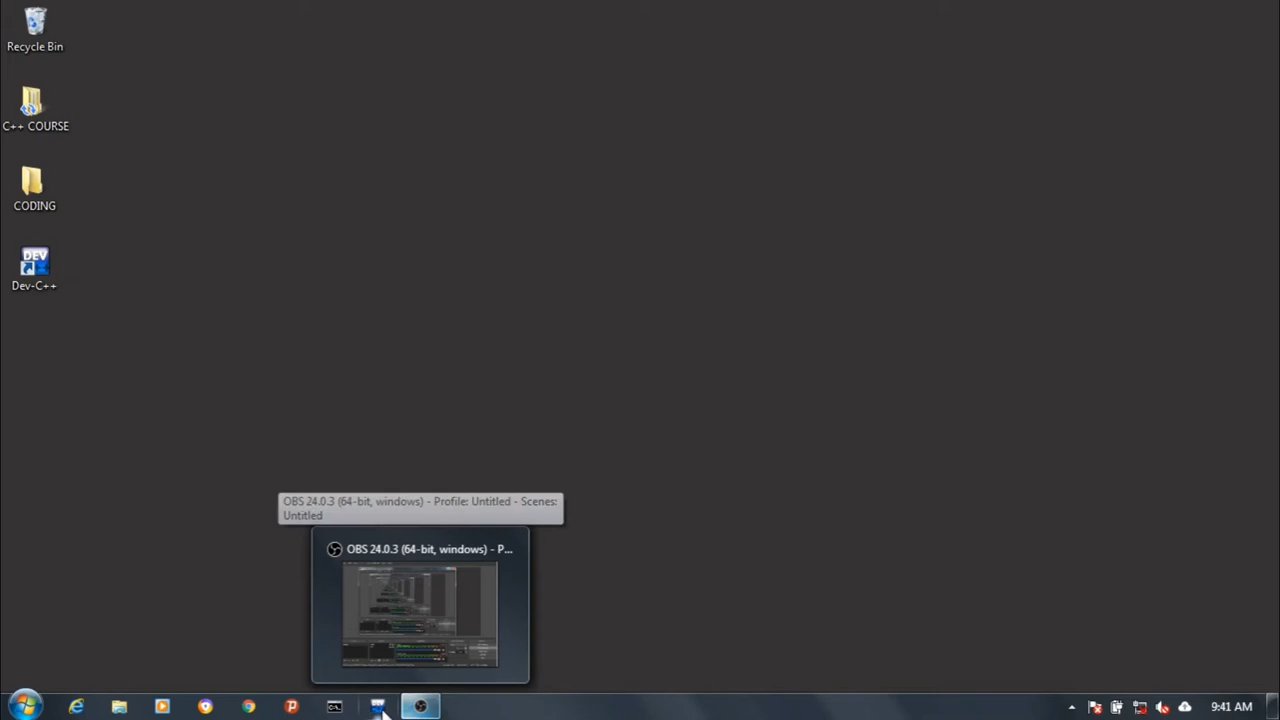 Recycle Bin
C++ COURSE
CODING
DEV
Dev-C++
OBS 24.0.3 (64-bit, windows) - Profile: Untitled - Scenes:
Untitled
OBS 24.0.3 (64-bit, windows) - P...
9:41 AM